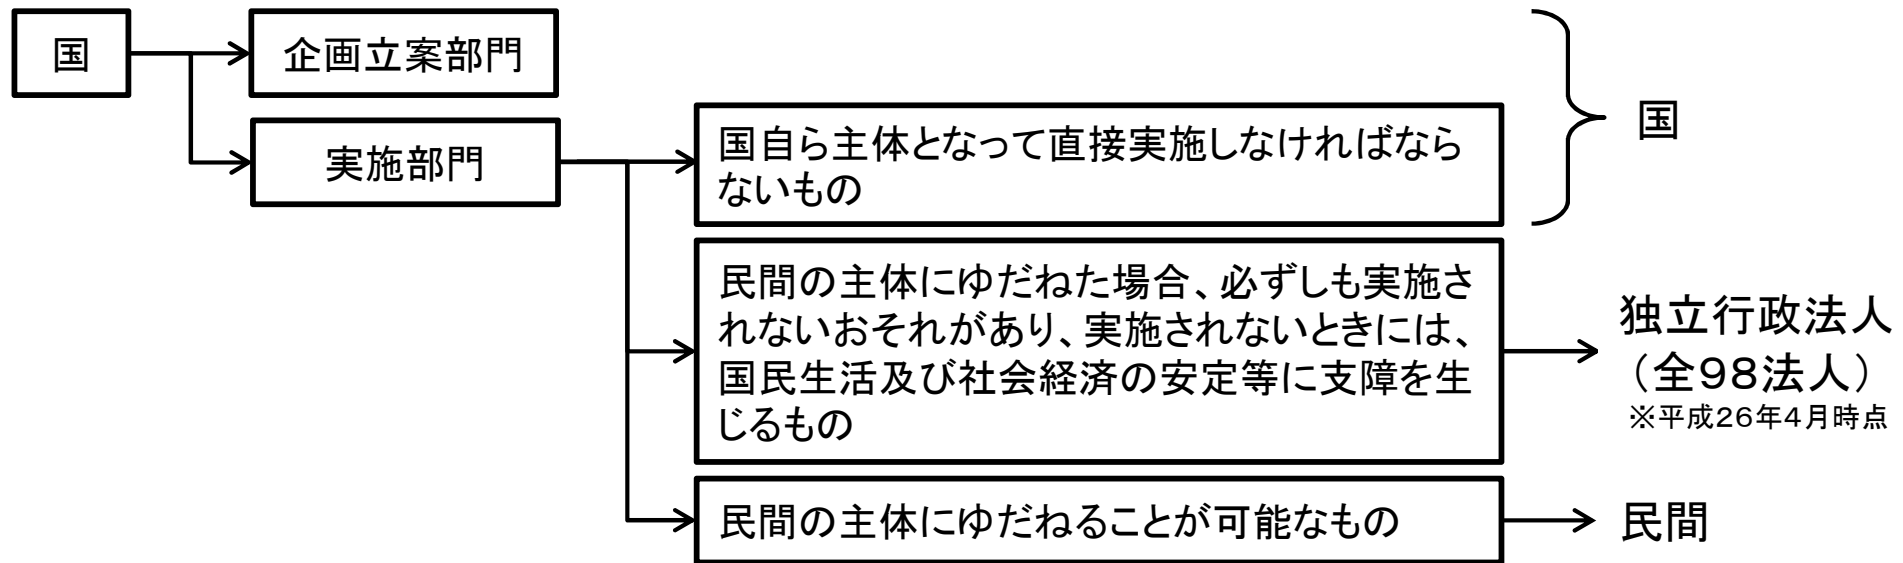 国
企画立案部門
実施部門
国自ら主体となって直接実施しなければなら
ないもの
国
民間の主体にゆだねた場合、必ずしも実施さ
れないおそれがあり、実施されないときには、
国民生活及び社会経済の安定等に支障を生
じるもの
独立行政法人
（全９８法人）
※平成２６年４月時点
民間の主体にゆだねることが可能なもの
民間